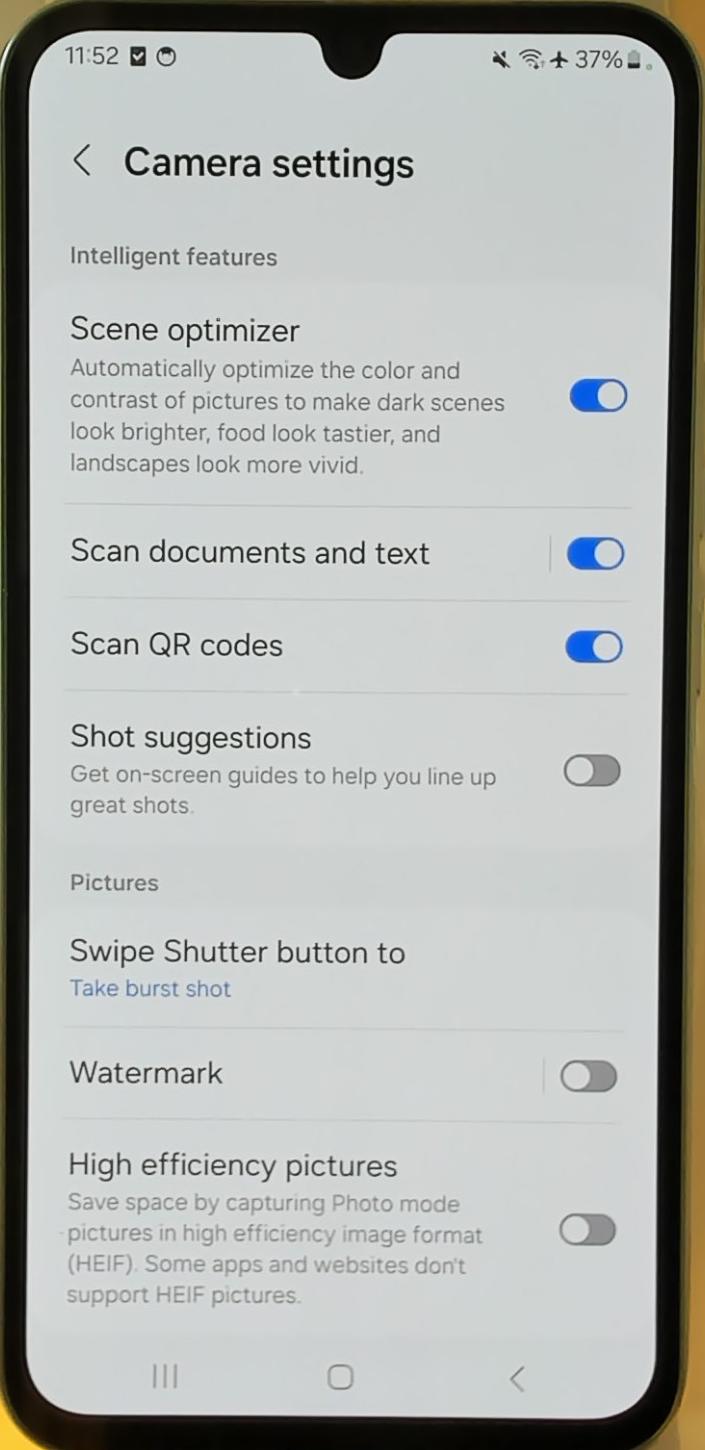 11:52 37%
Camera settings
Intelligent features
Scene optimizer
Automatically optimize the color and
contrast of pictures to make dark scenes
look brighter, food look tastier, and
landscapes look more vivid.
Scan documents and text
Scan QR codes
Shot suggestions
Get on-screen guides to help you line up
great shots.
Pictures
Swipe Shutter button to
Take burst shot
Watermark
High efficiency pictures
Save space by capturing Photo mode
pictures in high efficiency image format
(HEIF). Some apps and websites don't
support HEIF pictures.